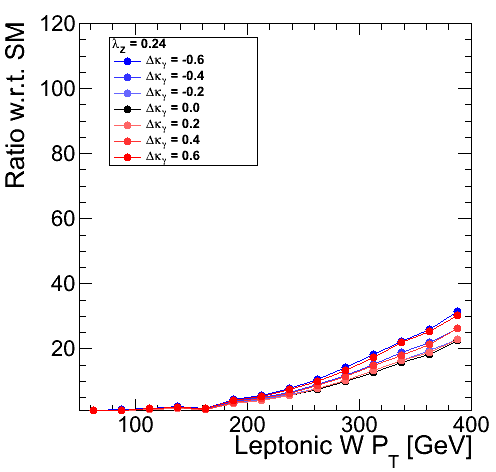 Ratio w.r.t. SM
120
100
80
60
40
20
λZ = 0.24
Δκγ = -0.6
Δκγ = -0.4
Δκγ = -0.2
Δκγ = 0.0
Δκγ = 0.2
Δκγ = 0.4
Δκγ = 0.6
100 200 300 400
Leptonic W PT [GeV]